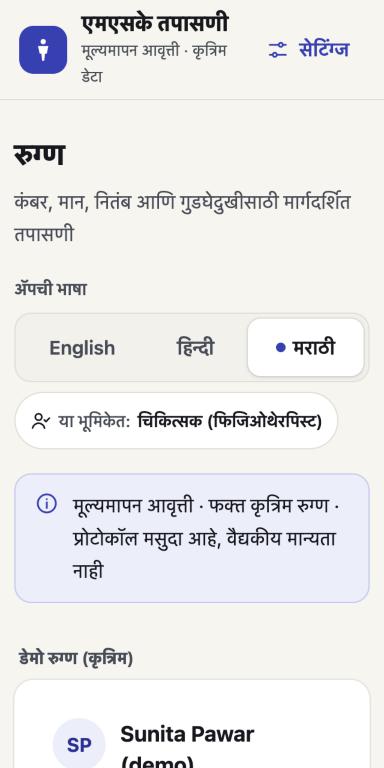 एमएसके तपासणी
मूल्यमापन आवृत्ती · कृत्रिम
डेटा
सेटिंग्ज
रुग्ण
कंबर, मान, नितंब आणि गुडघेदुखीसाठी मार्गदर्शित
तपासणी
ॲपची भाषा
English
हिन्दी
मराठी
या भूमिकेत: चिकित्सक (फिजिओथेरपिस्ट)
मूल्यमापन आवृत्ती · फक्त कृत्रिम रुग्ण ·
प्रोटोकॉल मसुदा आहे, वैद्यकीय मान्यता
नाही
डेमो रुग्ण (कृत्रिम)
SP
Sunita Pawar
(demo)